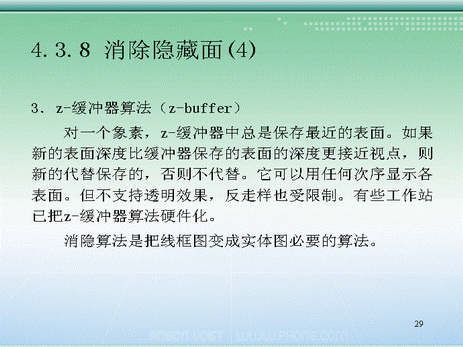 4.3.8 消除隐藏面(4)
3. z-缓冲器算法（z-buffer）
对一个象素，z-缓冲器中总是保存最近的表面。如果
新的表面深度比缓冲器保存的表面的深度更接近视点，则
新的代替保存的，否则不代替。它可以用任何次序显示各
表面。但不支持透明效果，反走样也受限制。有些工作站
已把z-缓冲器算法硬件化。
消隐算法是把线框图变成实体图必要的算法。
29